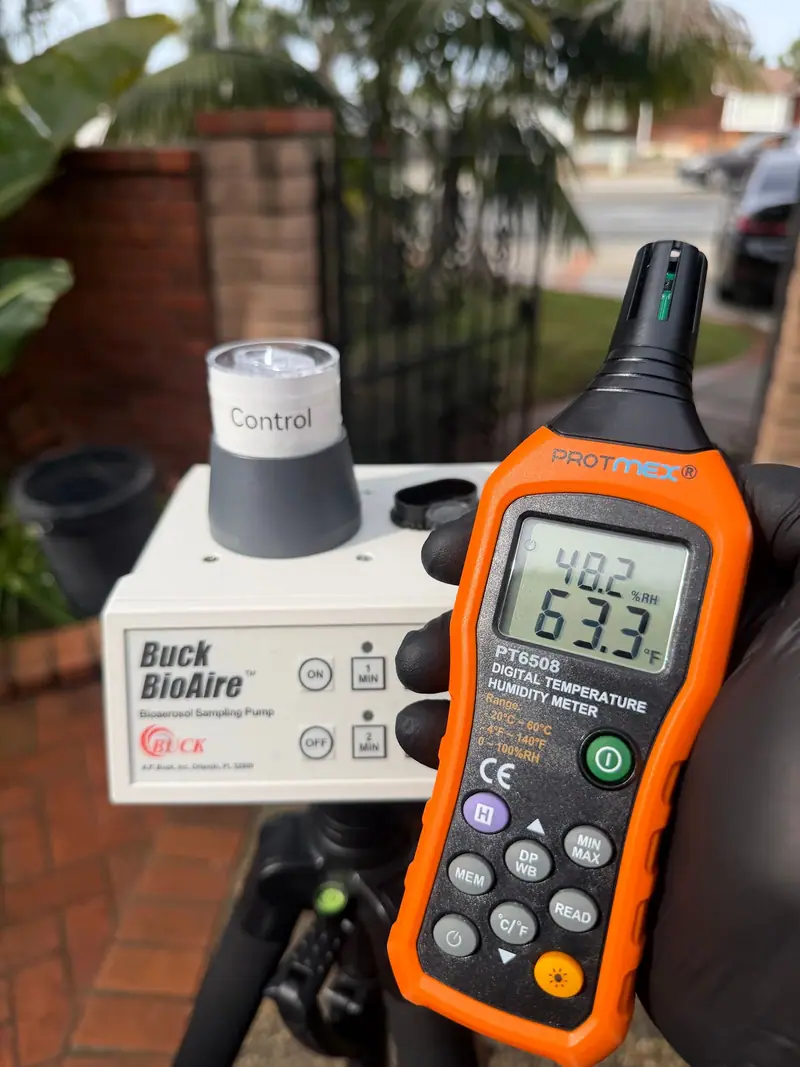 Control
Buck
BioAire™
Bioaerosol Sampling Pump
BUCK
ON
1
MIN
OFF
2
MIN
PROTMEX®
48.2
%RH
63.3
°F
PT6508
DIGITAL TEMPERATURE
HUMIDITY METER
Range:
-20°C ~ 60°C
-4°F ~ 140°F
0 ~ 100%RH
CE
H
MIN
MAX
DP
WB
MEM
READ
°C/°F